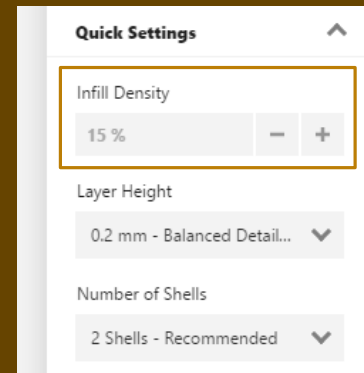 Quick Settings
Infill Density
15 %
Layer Height
0.2 mm - Balanced Detail...
Number of Shells
2 Shells - Recommended